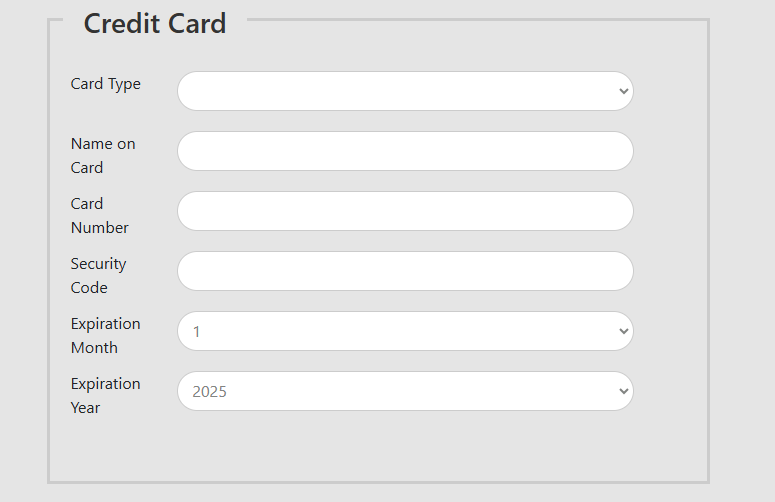 Credit Card
Card Type
Name on
Card
Card
Number
Security
Code
Expiration
Month
1
Expiration
Year
2025